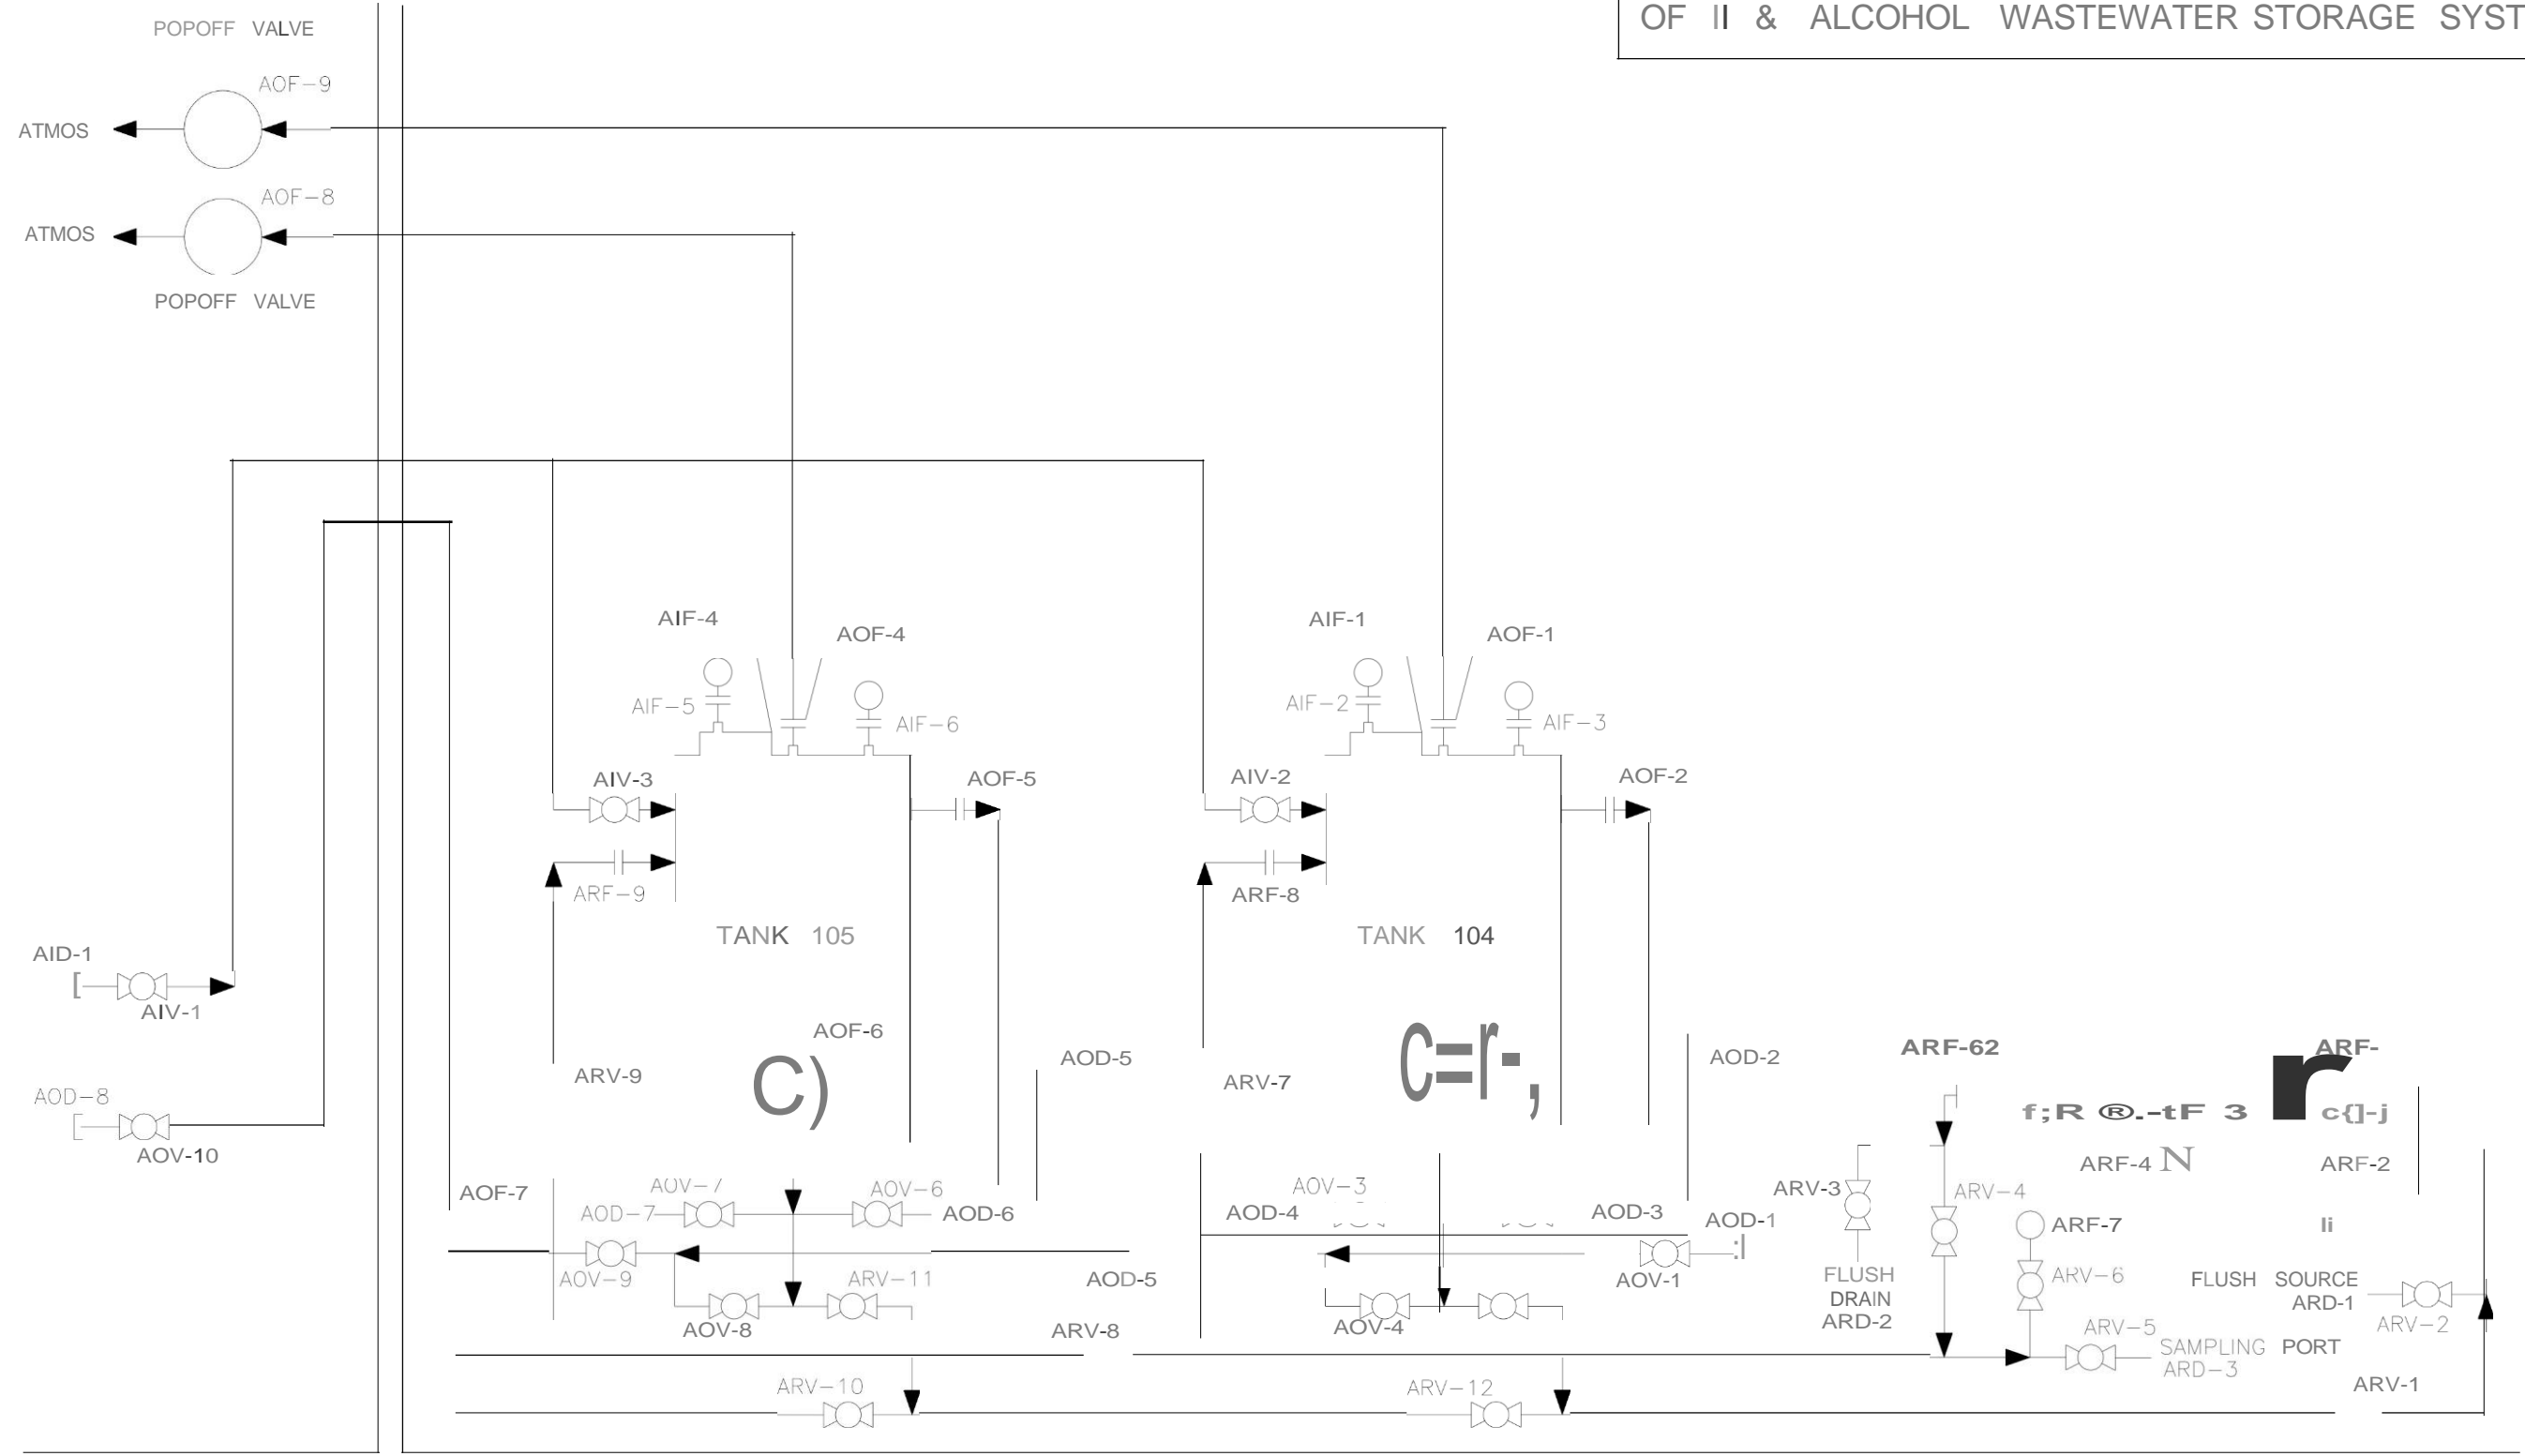 OF II & ALCOHOL WASTEWATER STORAGE SYST
POPOFF VALVE
AOF-9
ATMOS
AOF-8
ATMOS
POPOFF VALVE
AIF-4
AOF-4
AIF-1
AOF-1
AIF-5
AIF-6
AIF-2
AIF-3
AIV-3
AOF-5
AIV-2
AOF-2
ARF-9
ARF-8
TANK 105
TANK 104
AID-1
[
AIV-1
AOF-6
C)
c=r-,
AOD-5
AOD-2
ARF-62
ARF-
r
ARV-9
ARV-7
AOD-8
[
f;R ®.-tF 3
c{]-j
AOV-10
ARF-4 N
ARF-2
AOF-7
AOV-7
AOV-6
AOV-3
ARV-3
ARV-4
AOD-7
AOD-6
AOD-4
AOD-3
AOD-1
:l
ARF-7
li
AOV-9
ARV-11
AOD-5
AOV-1
FLUSH
DRAIN
ARD-2
ARV-6
FLUSH SOURCE
ARD-1
AOV-8
ARV-8
AOV-4
ARV-5
ARV-2
SAMPLING PORT
ARD-3
ARV-10
ARV-12
ARV-1